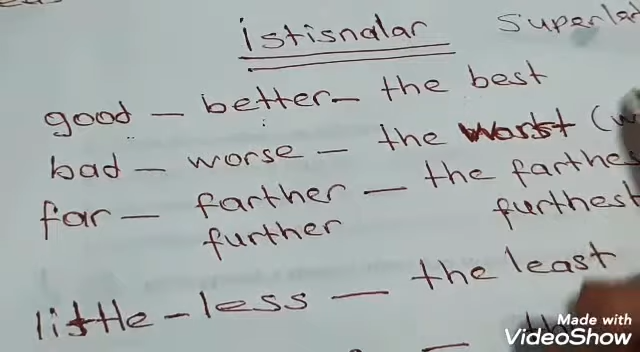 istisnalar
good — better — the best
bad — worse — the worst
far — farther — the
further furthest
little - less — the least
Made with
VideoShow